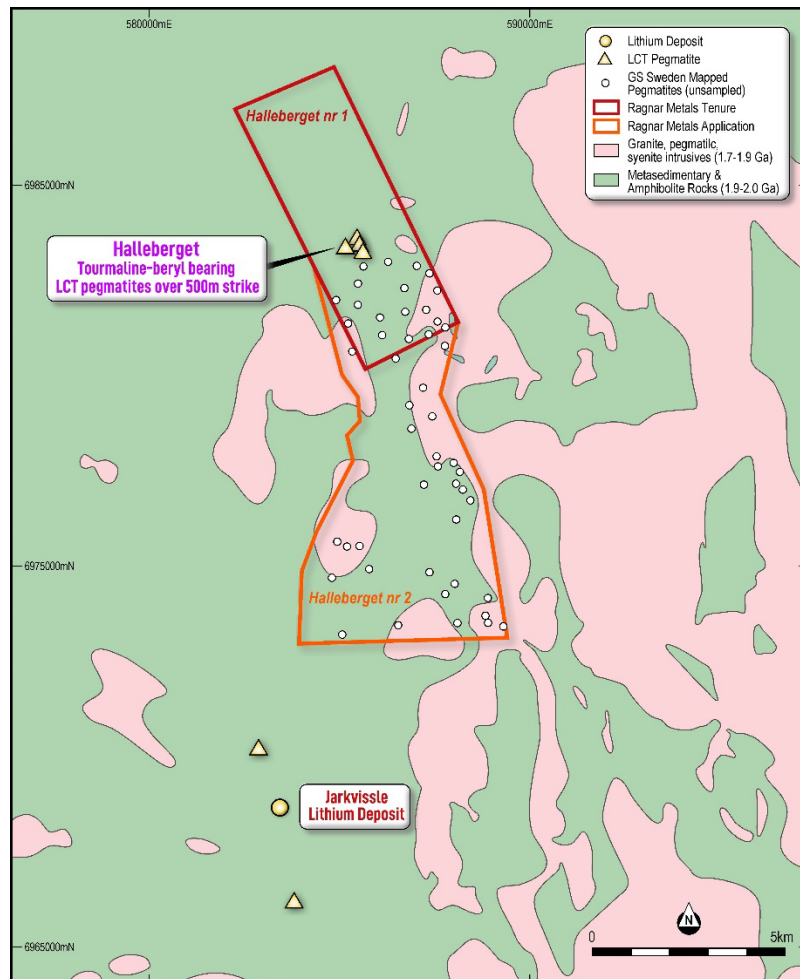 580000mE
590000mE
Lithium Deposit
LCT Pegmatite
GS Sweden Mapped
Pegmatites (unsampled)
Ragnar Metals Tenure
Ragnar Metals Application
Granite, pegmatilc,
syenite intrusives (1.7-1.9 Ga)
Metasedimentary &
Amphibolite Rocks (1.9-2.0 Ga)
Halleberget nr 1
6985000mN
Halleberget
Tourmaline-beryl bearing
LCT pegmatites over 500m strike
6975000mN
Halleberget nr 2
Jarkvissle
Lithium Deposit
N
0
5km
6965000mN